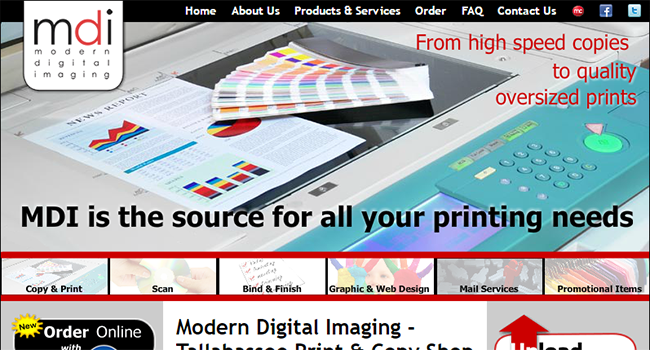 Home About Us Products & Services Order FAQ Contact Us
mc
mdi
modern
digital
imaging
From high speed copies
to quality
oversized prints
NEWS REPORT
MDI is the source for all your printing needs
Copy & Print Scan Bind & Finish Graphic & Web Design Mail Services Promotional Items
New
Order Online
with
Modern Digital Imaging -
Tallahassee Print & Copy Shop
Upload